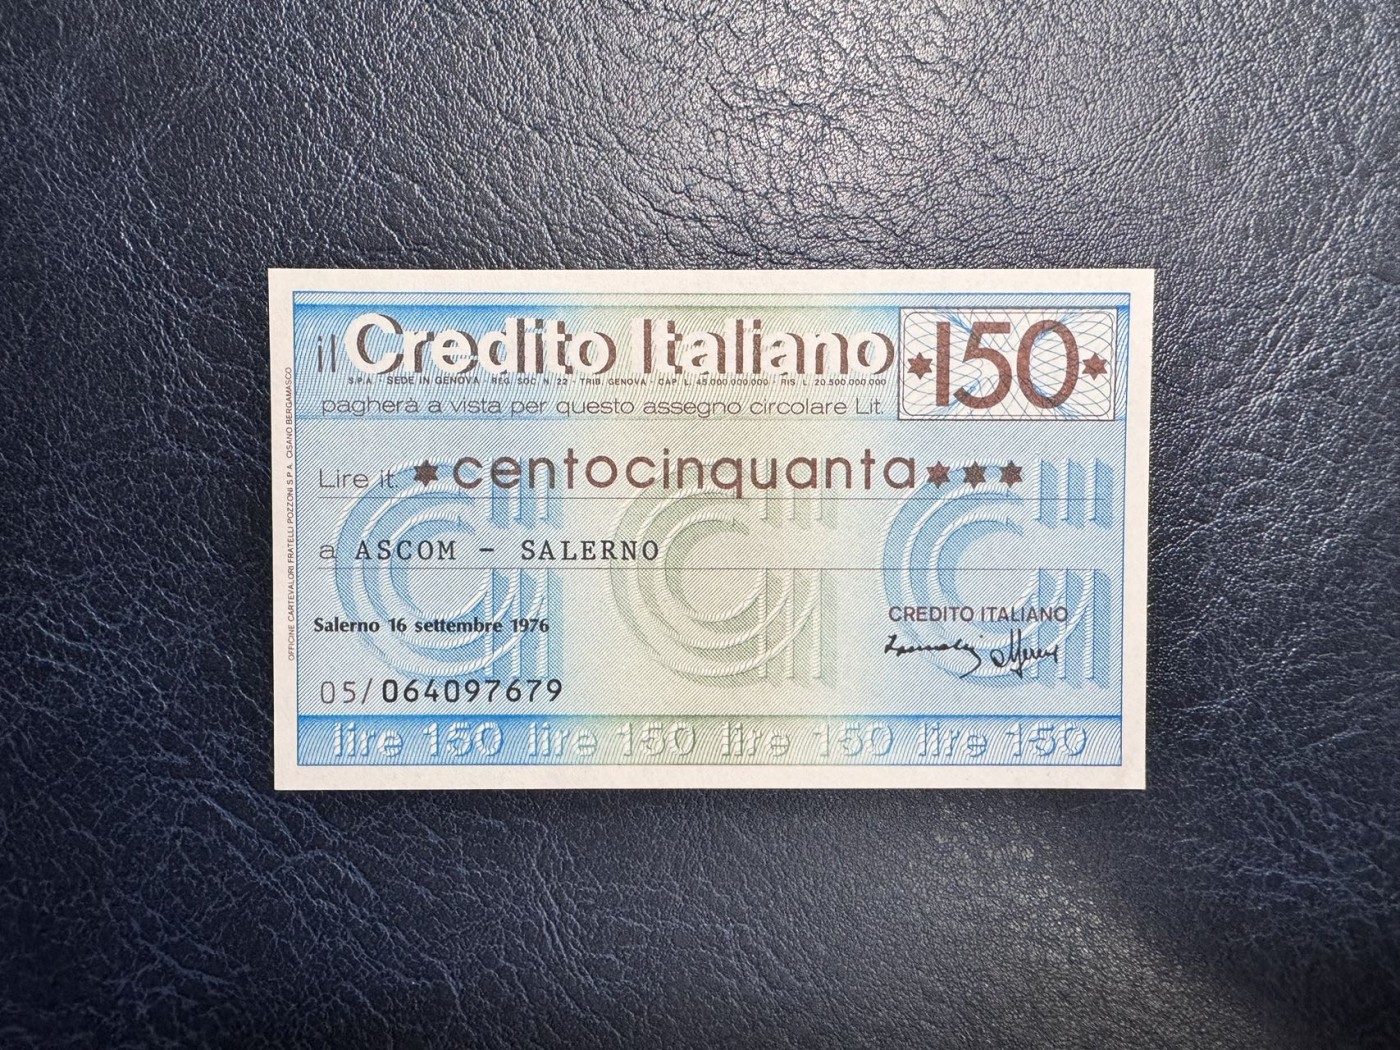 il Credito Italiano
S.P.A. - SEDE IN GENOVA - REG. SOC. N. 22 - TRIB. GENOVA - CAP. L. 45.000.000.000 - RIS. L. 20.500.000.000
pagherà a vista per questo assegno circolare Lit.
★150★
Lire it. ★centocinquanta★★★
a ASCOM - SALERNO
Salerno 16 settembre 1976
CREDITO ITALIANO
05/064097679
lire 150 lire 150 lire 150 lire 150
OFFICINE CARTEVALORI FRATELLI POZZONI S.P.A. CISANO BERGAMASCO